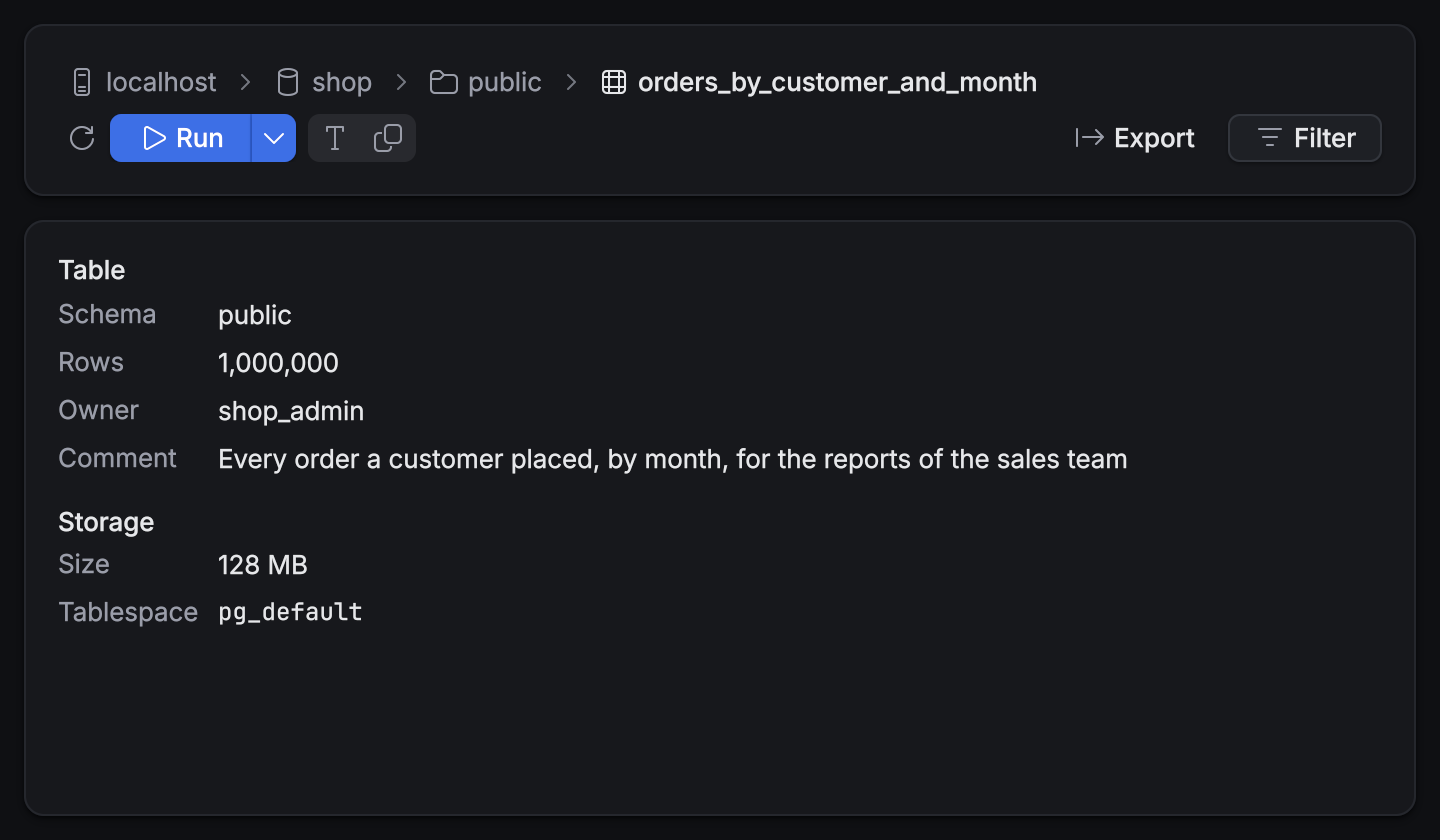 localhost > shop > public > orders_by_customer_and_month
Run Export Filter
Table
Schema public
Rows 1,000,000
Owner shop_admin
Comment Every order a customer placed, by month, for the reports of the sales team
Storage
Size 128 MB
Tablespace pg_default